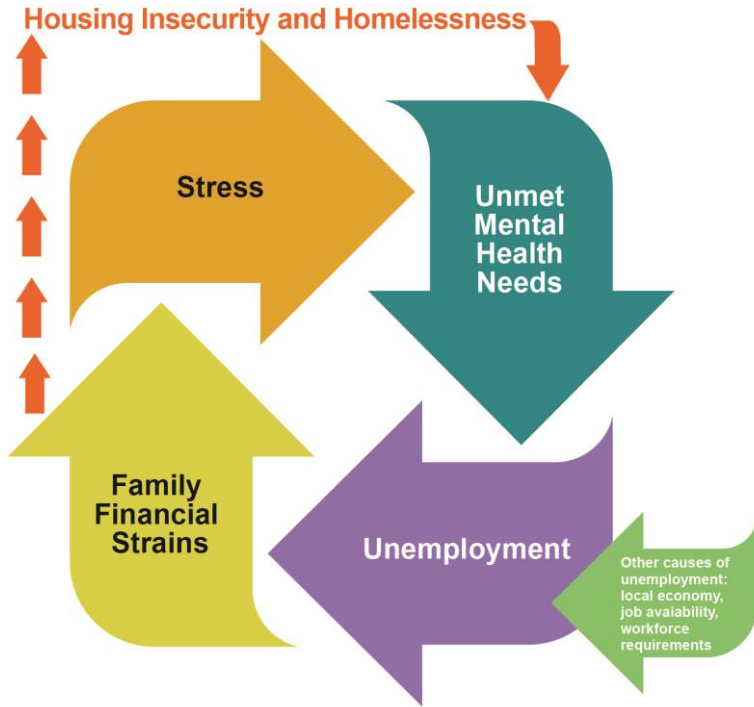 Housing Insecurity and Homelessness
Stress
Unmet
Mental
Health
Needs
Family
Financial
Strains
Unemployment
Other causes of
unemployment:
local economy,
job avaiability,
workforce
requirements